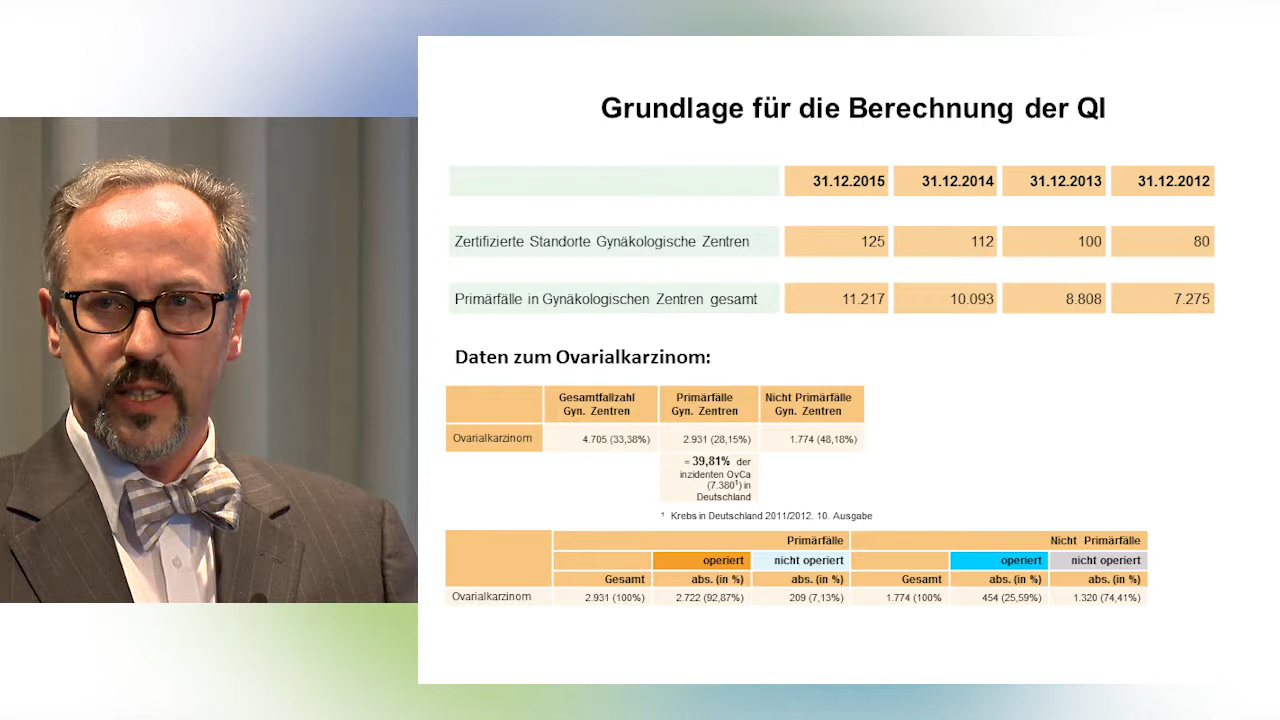 Grundlage für die Berechnung der QI
31.12.2015 31.12.2014 31.12.2013 31.12.2012
Zertifizierte Standorte Gynäkologische Zentren 125 112 100 80
Primärfälle in Gynäkologischen Zentren gesamt 11.217 10.093 8.808 7.275
Daten zum Ovarialkarzinom:
Gesamtfallzahl Primärfälle Nicht Primärfälle
Gyn. Zentren Gyn. Zentren Gyn. Zentren
Ovarialkarzinom 4.705 (33,38%) 2.931 (28,15%) 1.774 (48,18%)
= 39,81% der
inzidenten OvCa
(7.380¹) in
Deutschland
¹ Krebs in Deutschland 2011/2012. 10. Ausgabe
Primärfälle Nicht Primärfälle
operiert nicht operiert operiert nicht operiert
Gesamt abs. (in %) abs. (in %) Gesamt abs. (in %) abs. (in %)
Ovarialkarzinom 2.931 (100%) 2.722 (92,87%) 209 (7,13%) 1.774 (100% 454 (25,59%) 1.320 (74,41%)